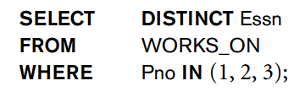 SELECT DISTINCT Essn
FROM WORKS_ON
WHERE Pno IN (1, 2, 3);